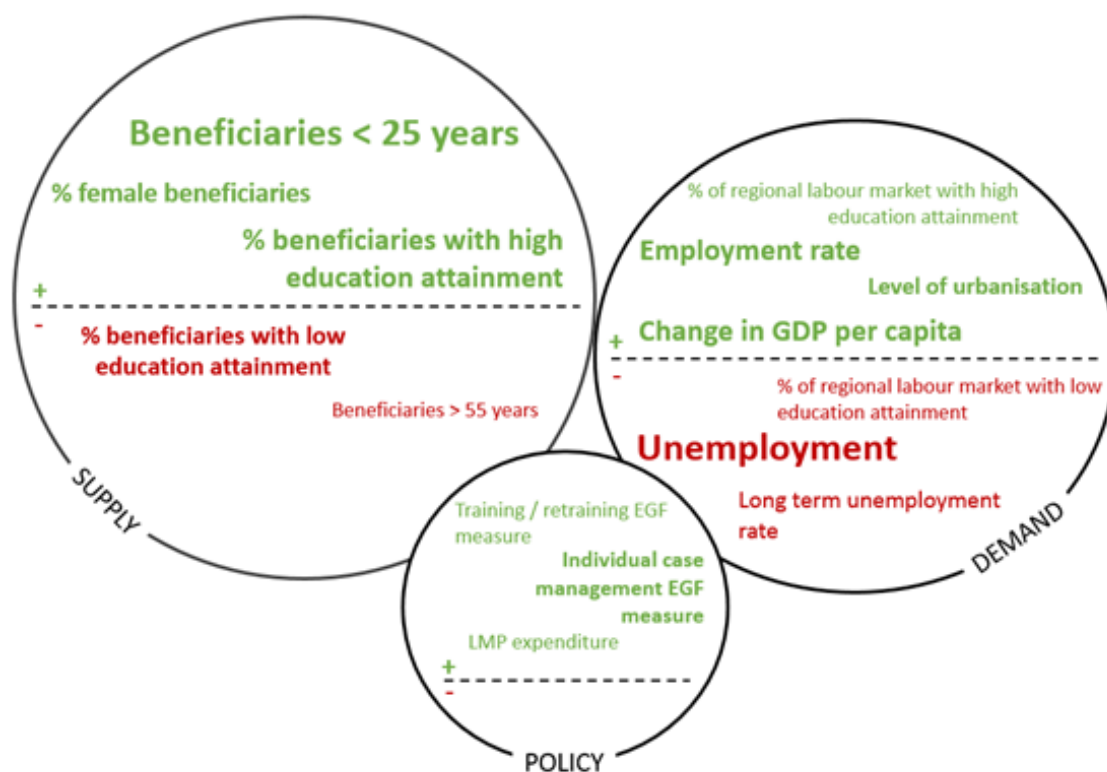 Beneficiaries < 25 years
% female beneficiaries
% beneficiaries with high
education attainment
+
-
% beneficiaries with low
education attainment
Beneficiaries > 55 years
SUPPLY
% of regional labour market with high
education attainment
Employment rate
Level of urbanisation
Change in GDP per capita
+
-
% of regional labour market with low
education attainment
Unemployment
Long term unemployment
rate
DEMAND
Training / retraining EGF
measure
Individual case
management EGF
measure
LMP expenditure
+
-
POLICY